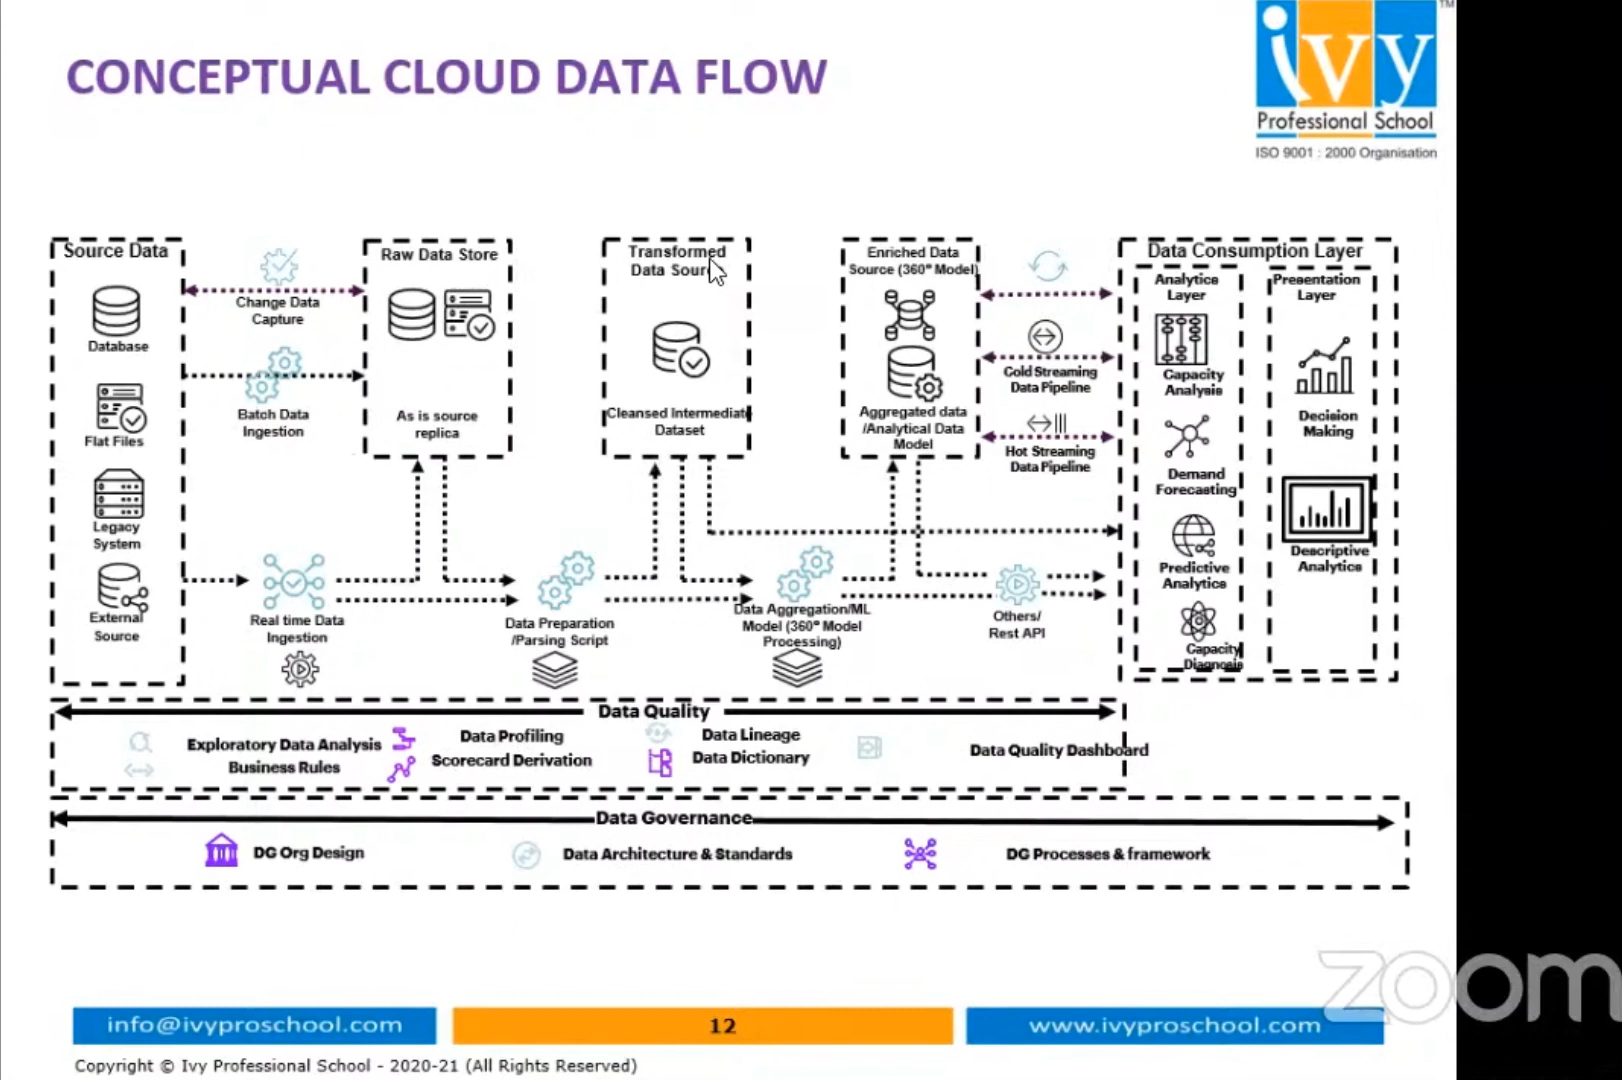 CONCEPTUAL CLOUD DATA FLOW
ivy
TM
Professional School
ISO 9001 : 2000 Organisation
Source Data
Database
Flat Files
Legacy
System
External
Source
Change Data
Capture
Batch Data
Ingestion
Real time Data
Ingestion
Raw Data Store
As is source
replica
Data Preparation
/Parsing Script
Transformed
Data Source
Cleansed Intermediate
Dataset
Data Aggregation/ML
Model (360° Model
Processing)
Enriched Data
Source (360° Model)
Aggregated data
/Analytical Data
Model
Cold Streaming
Data Pipeline
Hot Streaming
Data Pipeline
Others/
Rest API
Data Consumption Layer
Analytics
Layer
Capacity
Analysis
Demand
Forecasting
Predictive
Analytics
Capacity
Diagnosis
Presentation
Layer
Decision
Making
Descriptive
Analytics
Data Quality
Exploratory Data Analysis
Business Rules
Data Profiling
Scorecard Derivation
Data Lineage
Data Dictionary
Data Quality Dashboard
Data Governance
DG Org Design
Data Architecture & Standards
DG Processes & framework
zoom
info@ivyproschool.com
12
www.ivyproschool.com
Copyright © Ivy Professional School - 2020-21 (All Rights Reserved)